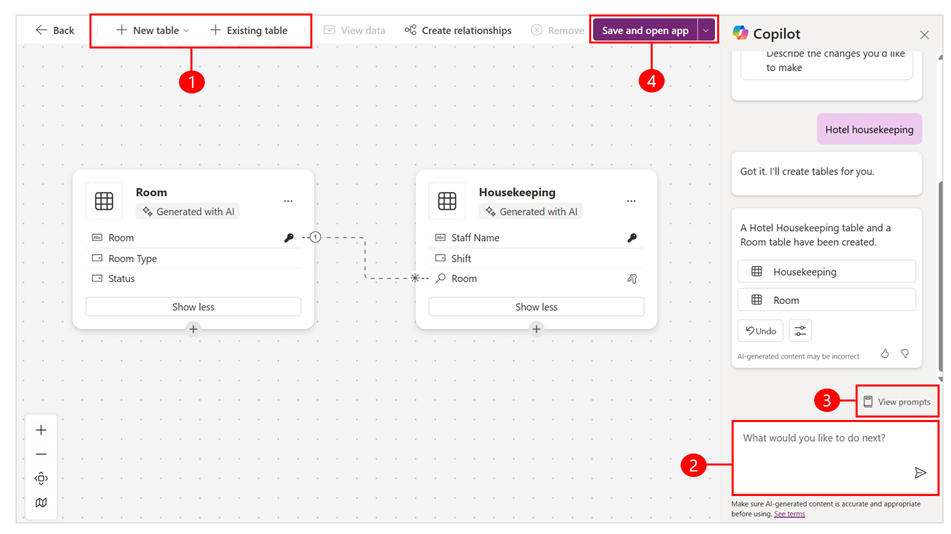 Back
New table
Existing table
View data
Create relationships
Remove
Save and open app
1
4
Copilot
Describe the changes you'd like
to make
Hotel housekeeping
Got it. I'll create tables for you.
A Hotel Housekeeping table and a
Room table have been created.
Housekeeping
Room
Undo
AI-generated content may be incorrect
3
View prompts
2
What would you like to do next?
Make sure AI-generated content is accurate and appropriate
before using. See terms
Room
Generated with AI
Abc Room
1
Room Type
Status
Show less
Housekeeping
Generated with AI
Abc Staff Name
Shift
Room
Show less